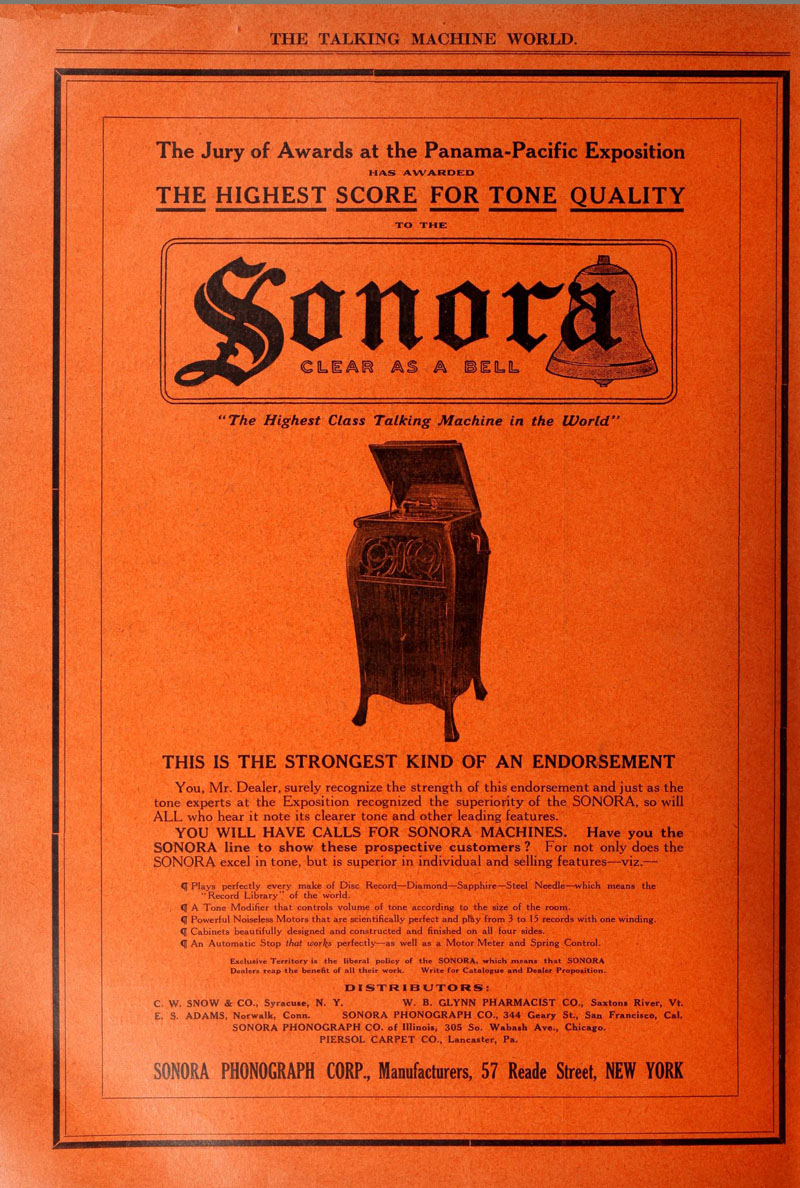 THE TALKING MACHINE WORLD.
The Jury of Awards at the Panama-Pacific Exposition
HAS AWARDED
THE HIGHEST SCORE FOR TONE QUALITY
TO THE
Sonora
CLEAR AS A BELL
"The Highest Class Talking Machine in the World"
THIS IS THE STRONGEST KIND OF AN ENDORSEMENT
You, Mr. Dealer, surely recognize the strength of this endorsement and just as the
tone experts at the Exposition recognized the superiority of the SONORA, so will
ALL who hear it note its clearer tone and other leading features.
YOU WILL HAVE CALLS FOR SONORA MACHINES. Have you the
SONORA line to show these prospective customers? For not only does the
SONORA excel in tone, but is superior in individual and selling features—viz.—
¶ Plays perfectly every make of Disc Record—Diamond—Sapphire—Steel Needle—which means the
"Record Library" of the world.
¶ A Tone Modifier that controls volume of tone according to the size of the room.
¶ Powerful Noiseless Motors that are scientifically perfect and play from 3 to 15 records with one winding.
¶ Cabinets beautifully designed and constructed and finished on all four sides.
¶ An Automatic Stop that works perfectly—as well as a Motor Meter and Spring Control.
Exclusive Territory is the liberal policy of the SONORA, which means that SONORA
Dealers reap the benefit of all their work. Write for Catalogue and Dealer Proposition.
DISTRIBUTORS:
C. W. SNOW & CO., Syracuse, N. Y. W. B. GLYNN PHARMACIST CO., Saxtons River, Vt.
E. S. ADAMS, Norwalk, Conn. SONORA PHONOGRAPH CO., 344 Geary St., San Francisco, Cal.
SONORA PHONOGRAPH CO. of Illinois, 305 So. Wabash Ave., Chicago.
PIERSOL CARPET CO., Lancaster, Pa.
SONORA PHONOGRAPH CORP., Manufacturers, 57 Reade Street, NEW YORK